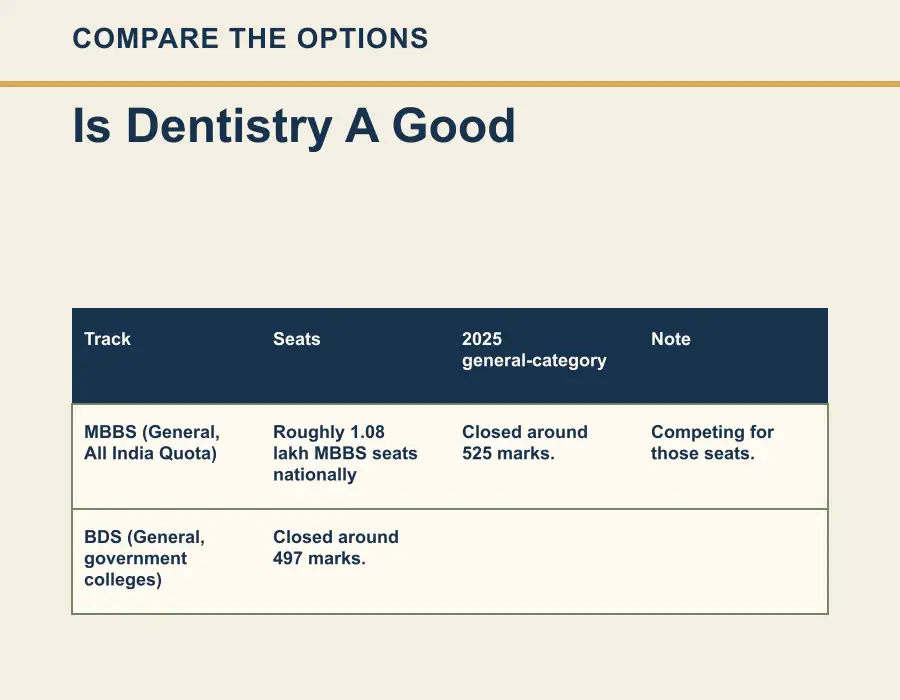 COMPARE THE OPTIONS
Is Dentistry A Good
Track
Seats
2025
general-category
Note
MBBS (General,
All India Quota)
Roughly 1.08
lakh MBBS seats
nationally
Closed around
525 marks.
Competing for
those seats.
BDS (General,
government
colleges)
Closed around
497 marks.